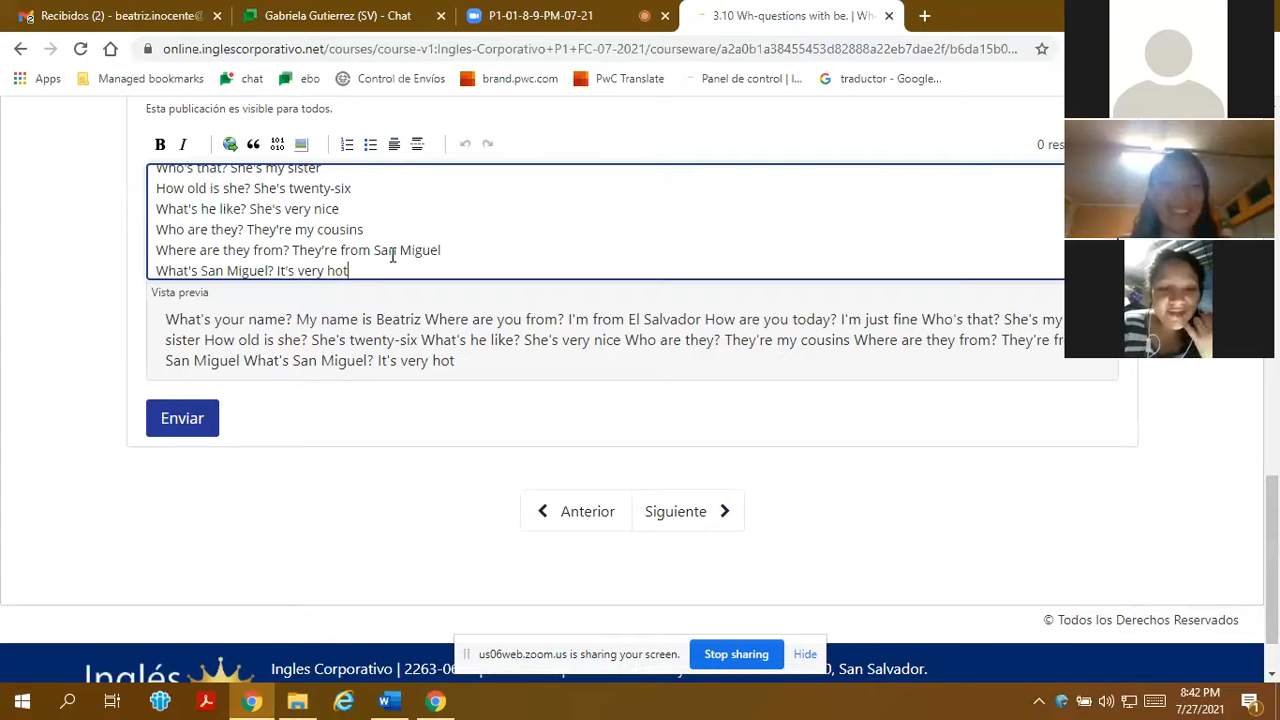 Recibidos (2) - beatriz.inocente@
Gabriela Gutierrez (SV) - Chat
P1-01-8-9-PM-07-21
3.10 Wh-questions with be. | Wh-
online.inglescorporativo.net/courses/course-v1:Ingles-Corporativo+P1+FC-07-2021/courseware/a2a0b1a38455453d82888a22eb7dae2f/b6da15b0...
Apps
Managed bookmarks
chat
ebo
Control de Envíos
brand.pwc.com
PwC Translate
Panel de control | I...
traductor - Google...
Esta publicación es visible para todos.
B I
0 res
Who's that? She's my sister
How old is she? She's twenty-six
What's he like? She's very nice
Who are they? They're my cousins
Where are they from? They're from San Miguel
What's San Miguel? It's very hot
Vista previa
What's your name? My name is Beatriz Where are you from? I'm from El Salvador How are you today? I'm just fine Who's that? She's my
sister How old is she? She's twenty-six What's he like? She's very nice Who are they? They're my cousins Where are they from? They're fr
San Miguel What's San Miguel? It's very hot
Enviar
Anterior
Siguiente
© Todos los Derechos Reservados
us06web.zoom.us is sharing your screen.
Stop sharing
Hide
Inglés
Ingles Corporativo | 2263-06
0, San Salvador.
8:42 PM
7/27/2021